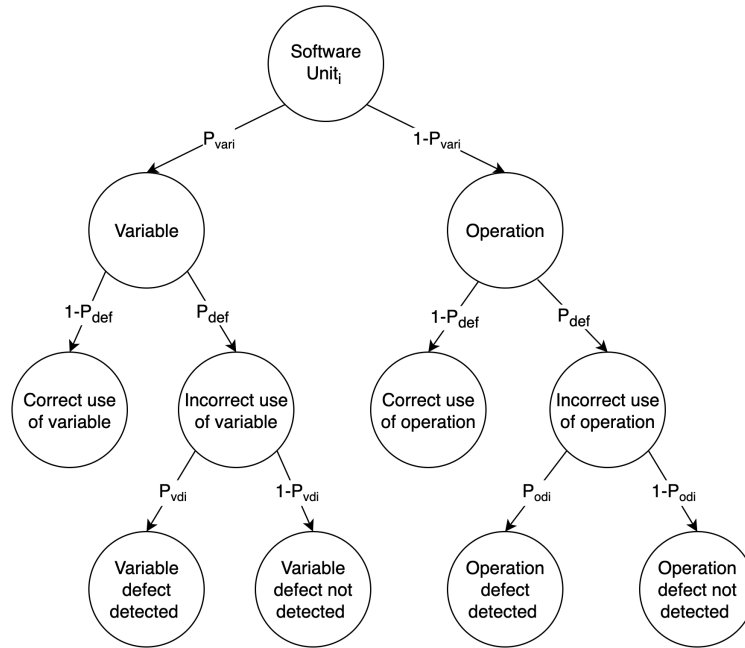 Software
Unit_i
P_vari
1-P_vari
Variable
Operation
1-P_def
P_def
1-P_def
P_def
Correct use
of variable
Incorrect use
of variable
Correct use
of operation
Incorrect use
of operation
P_vdi
1-P_vdi
P_odi
1-P_odi
Variable
defect
detected
Variable
defect not
detected
Operation
defect
detected
Operation
defect not
detected